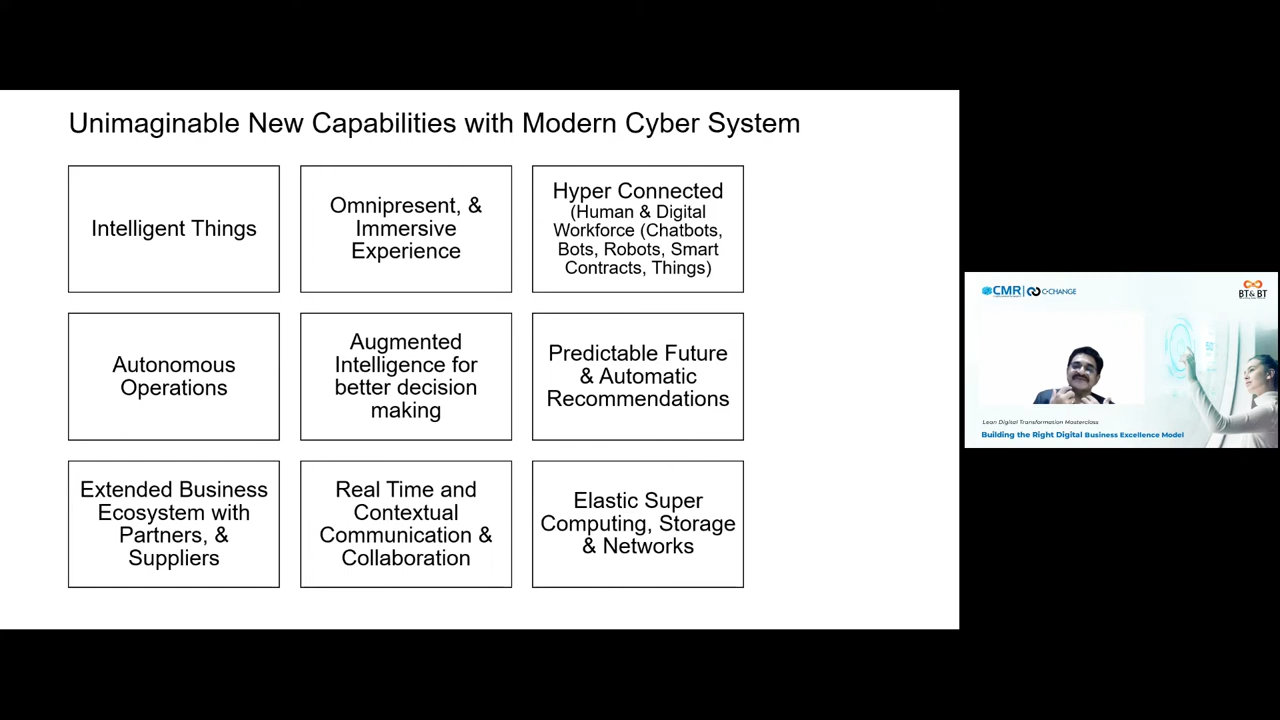 Unimaginable New Capabilities with Modern Cyber System
Intelligent Things
Omnipresent, &
Immersive
Experience
Hyper Connected
(Human & Digital
Workforce (Chatbots,
Bots, Robots, Smart
Contracts, Things)
Autonomous
Operations
Augmented
Intelligence for
better decision
making
Predictable Future
& Automatic
Recommendations
Extended Business
Ecosystem with
Partners, &
Suppliers
Real Time and
Contextual
Communication &
Collaboration
Elastic Super
Computing, Storage
& Networks
CMR C-CHANGE
BT&BT
Lean Digital Transformation Masterclass
Building the Right Digital Business Excellence Model